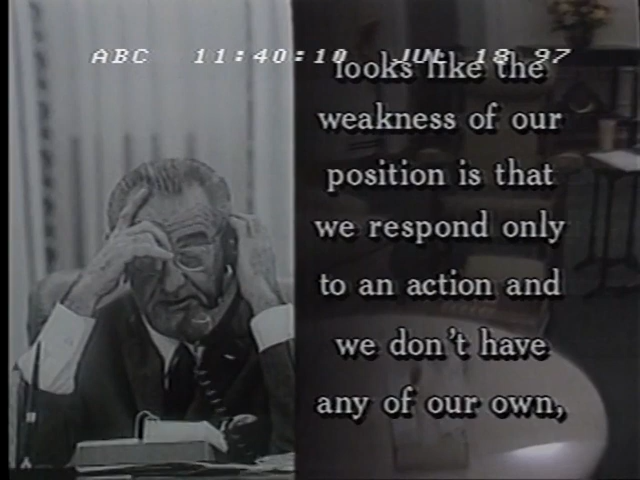 ABC 11:40:10 JUL 18 97
looks like the
weakness of our
position is that
we respond only
to an action and
we don't have
any of our own,